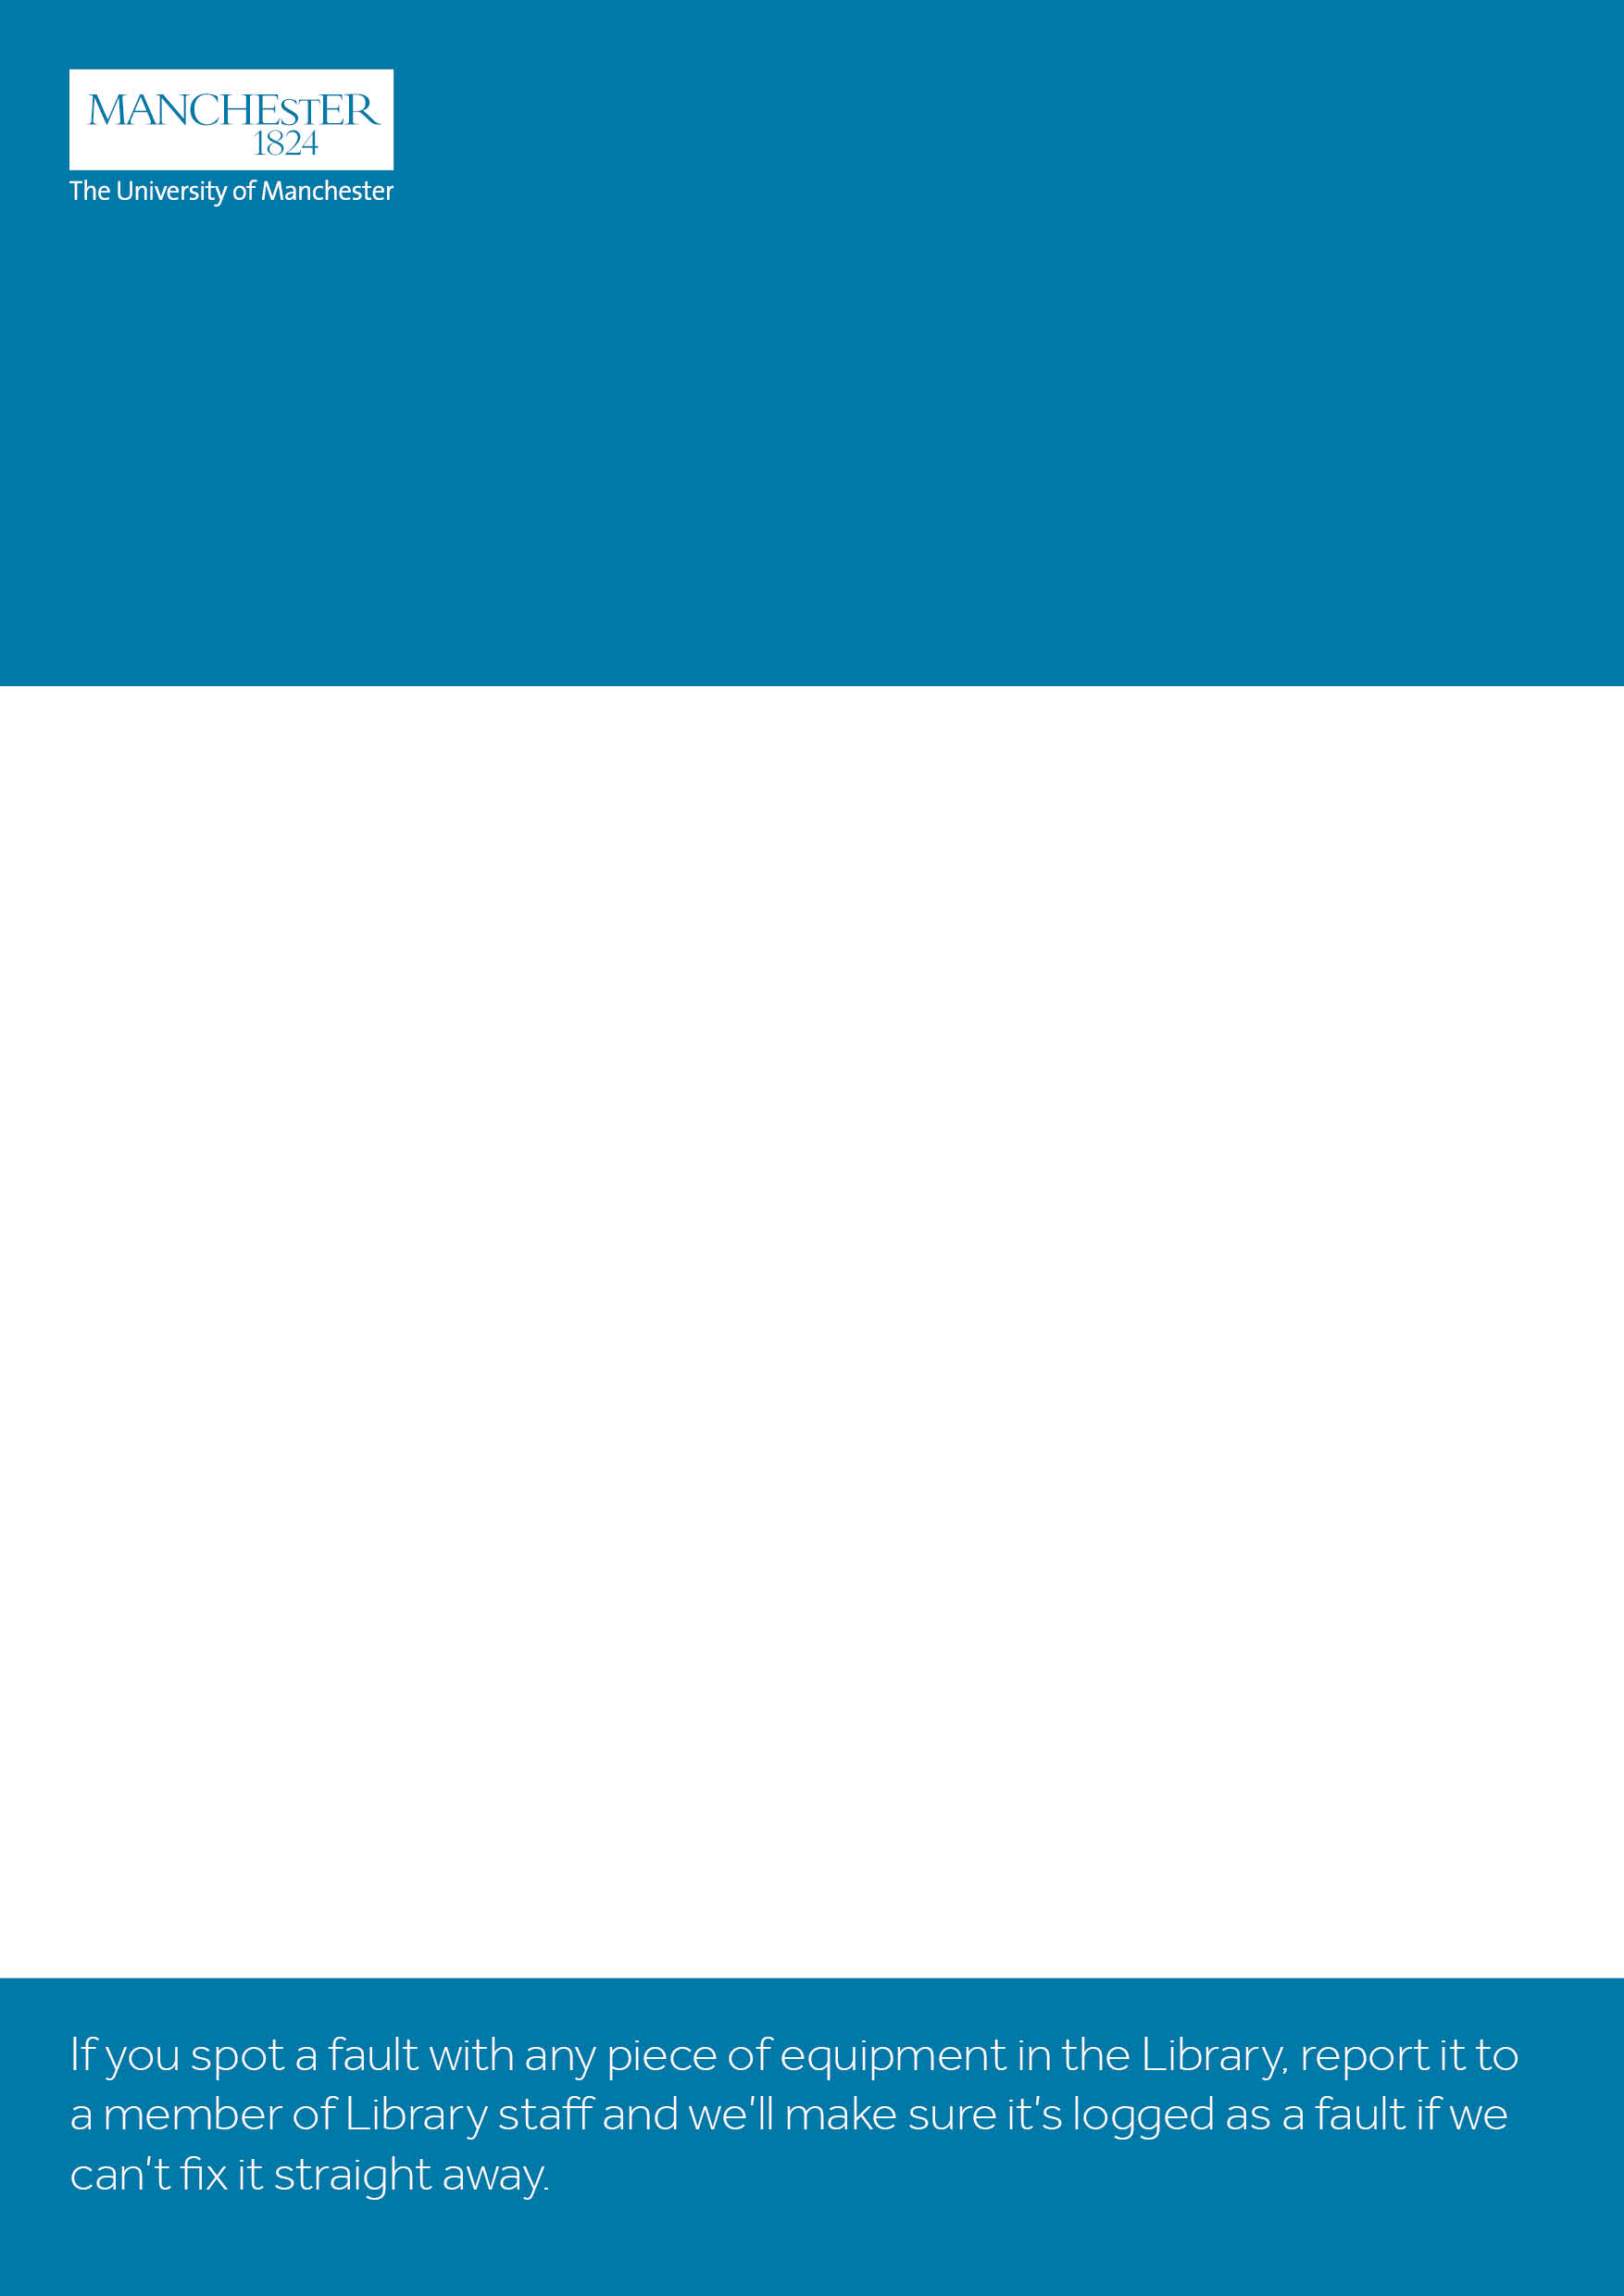 MANCHESTER
1824
The University of Manchester
If you spot a fault with any piece of equipment in the Library, report it to
a member of Library staff and we'll make sure it's logged as a fault if we
can't fix it straight away.